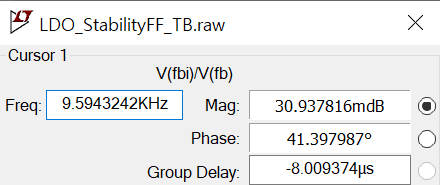 LDO_StabilityFF_TB.raw
Cursor 1
V(fbi)/V(fb)
Freq: 9.5943242KHz Mag: 30.937816mdB
Phase: 41.397987°
Group Delay: -8.009374µs